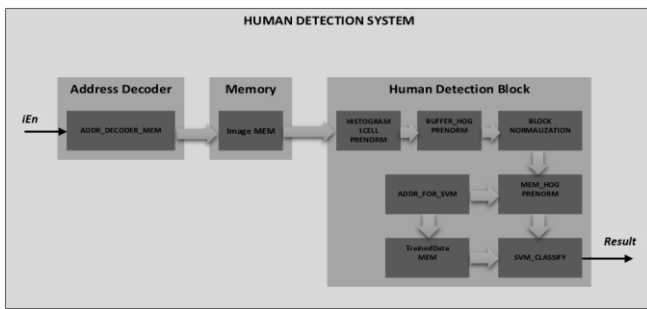 HUMAN DETECTION SYSTEM
Address Decoder
Memory
Human Detection Block
iEn
ADDR_DECODER_MEM
Image MEM
HISTOGRAM
1CELL
PRENORM
BUFFER_HOG
PRENORM
BLOCK
NORMALIZATION
ADDR_FOR_SVM
MEM_HOG
PRENORM
Result
TrainedData
MEM
SVM_CLASSIFY